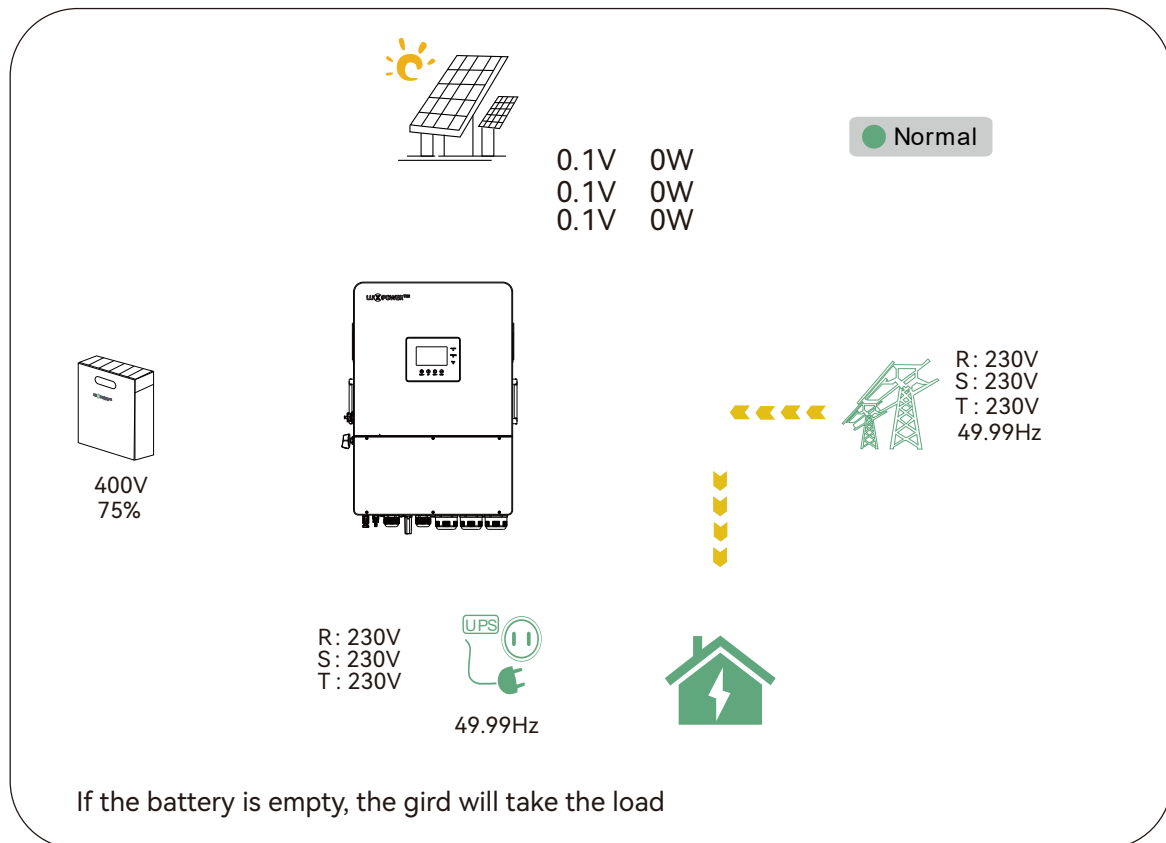 0.1V 0W
0.1V 0W
0.1V 0W
Normal
LUXPOWER
R: 230V
S: 230V
T: 230V
49.99Hz
400V
75%
R: 230V
S: 230V
T: 230V
UPS
49.99Hz
If the battery is empty, the gird will take the load